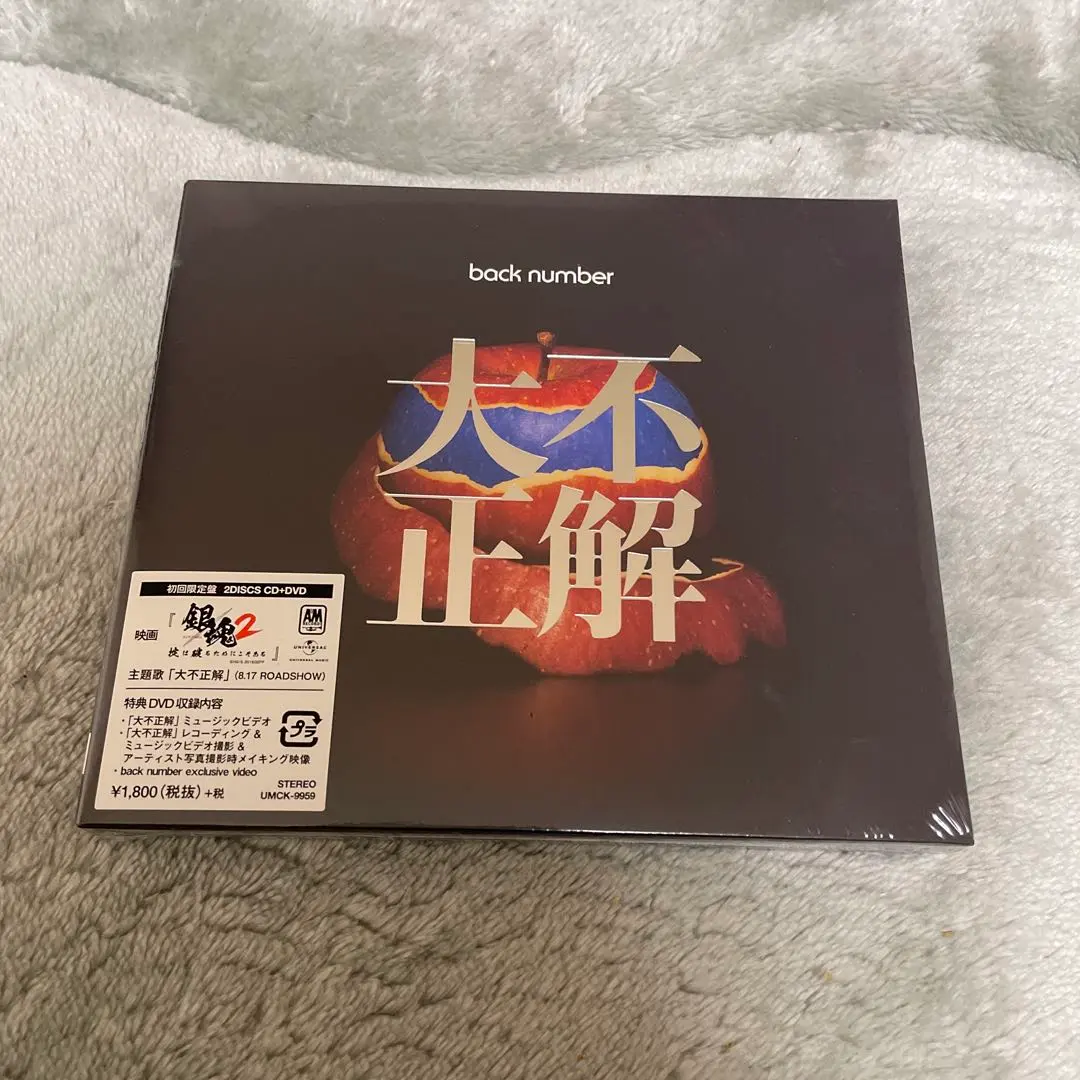 back number
大不
正解
初回限定盤 2DISCS CD+DVD
映画『銀魂2
掟は破るためにこそある』
A&M
RECORDS
UNIVERSAL
UNIVERSAL MUSIC
主題歌「大不正解」(8.17 ROADSHOW)
特典DVD収録内容
・「大不正解」ミュージックビデオ
・「大不正解」レコーディング &
ミュージックビデオ撮影 &
アーティスト写真撮影時メイキング映像
・back number exclusive video
プラ
¥1,800(税抜)+税
STEREO
UMCK-9959